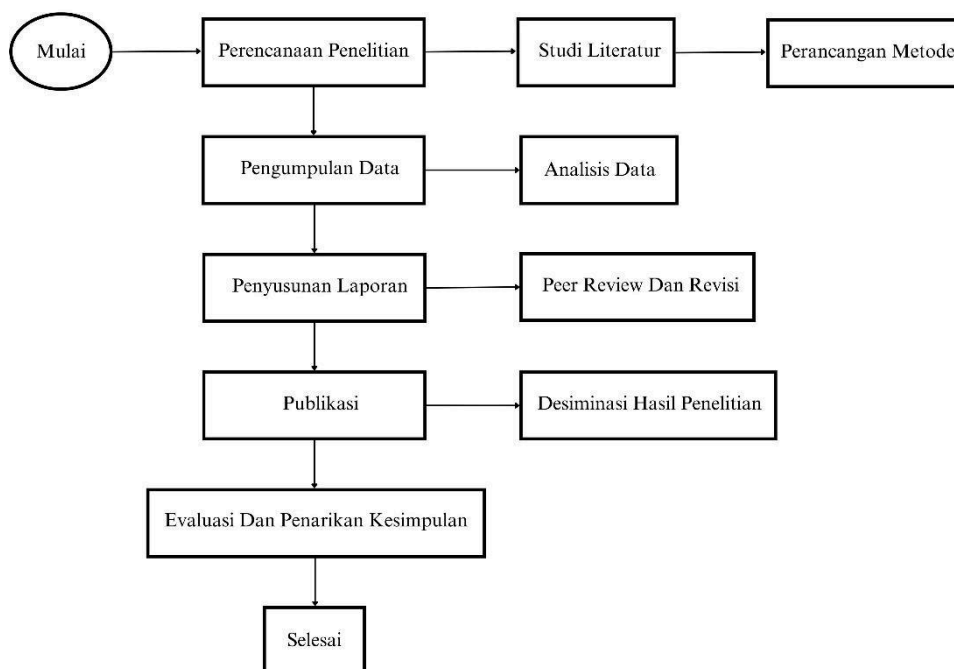 Mulai
Perencanaan Penelitian
Studi Literatur
Perancangan Metode
Pengumpulan Data
Analisis Data
Penyusunan Laporan
Peer Review Dan Revisi
Publikasi
Desiminasi Hasil Penelitian
Evaluasi Dan Penarikan Kesimpulan
Selesai